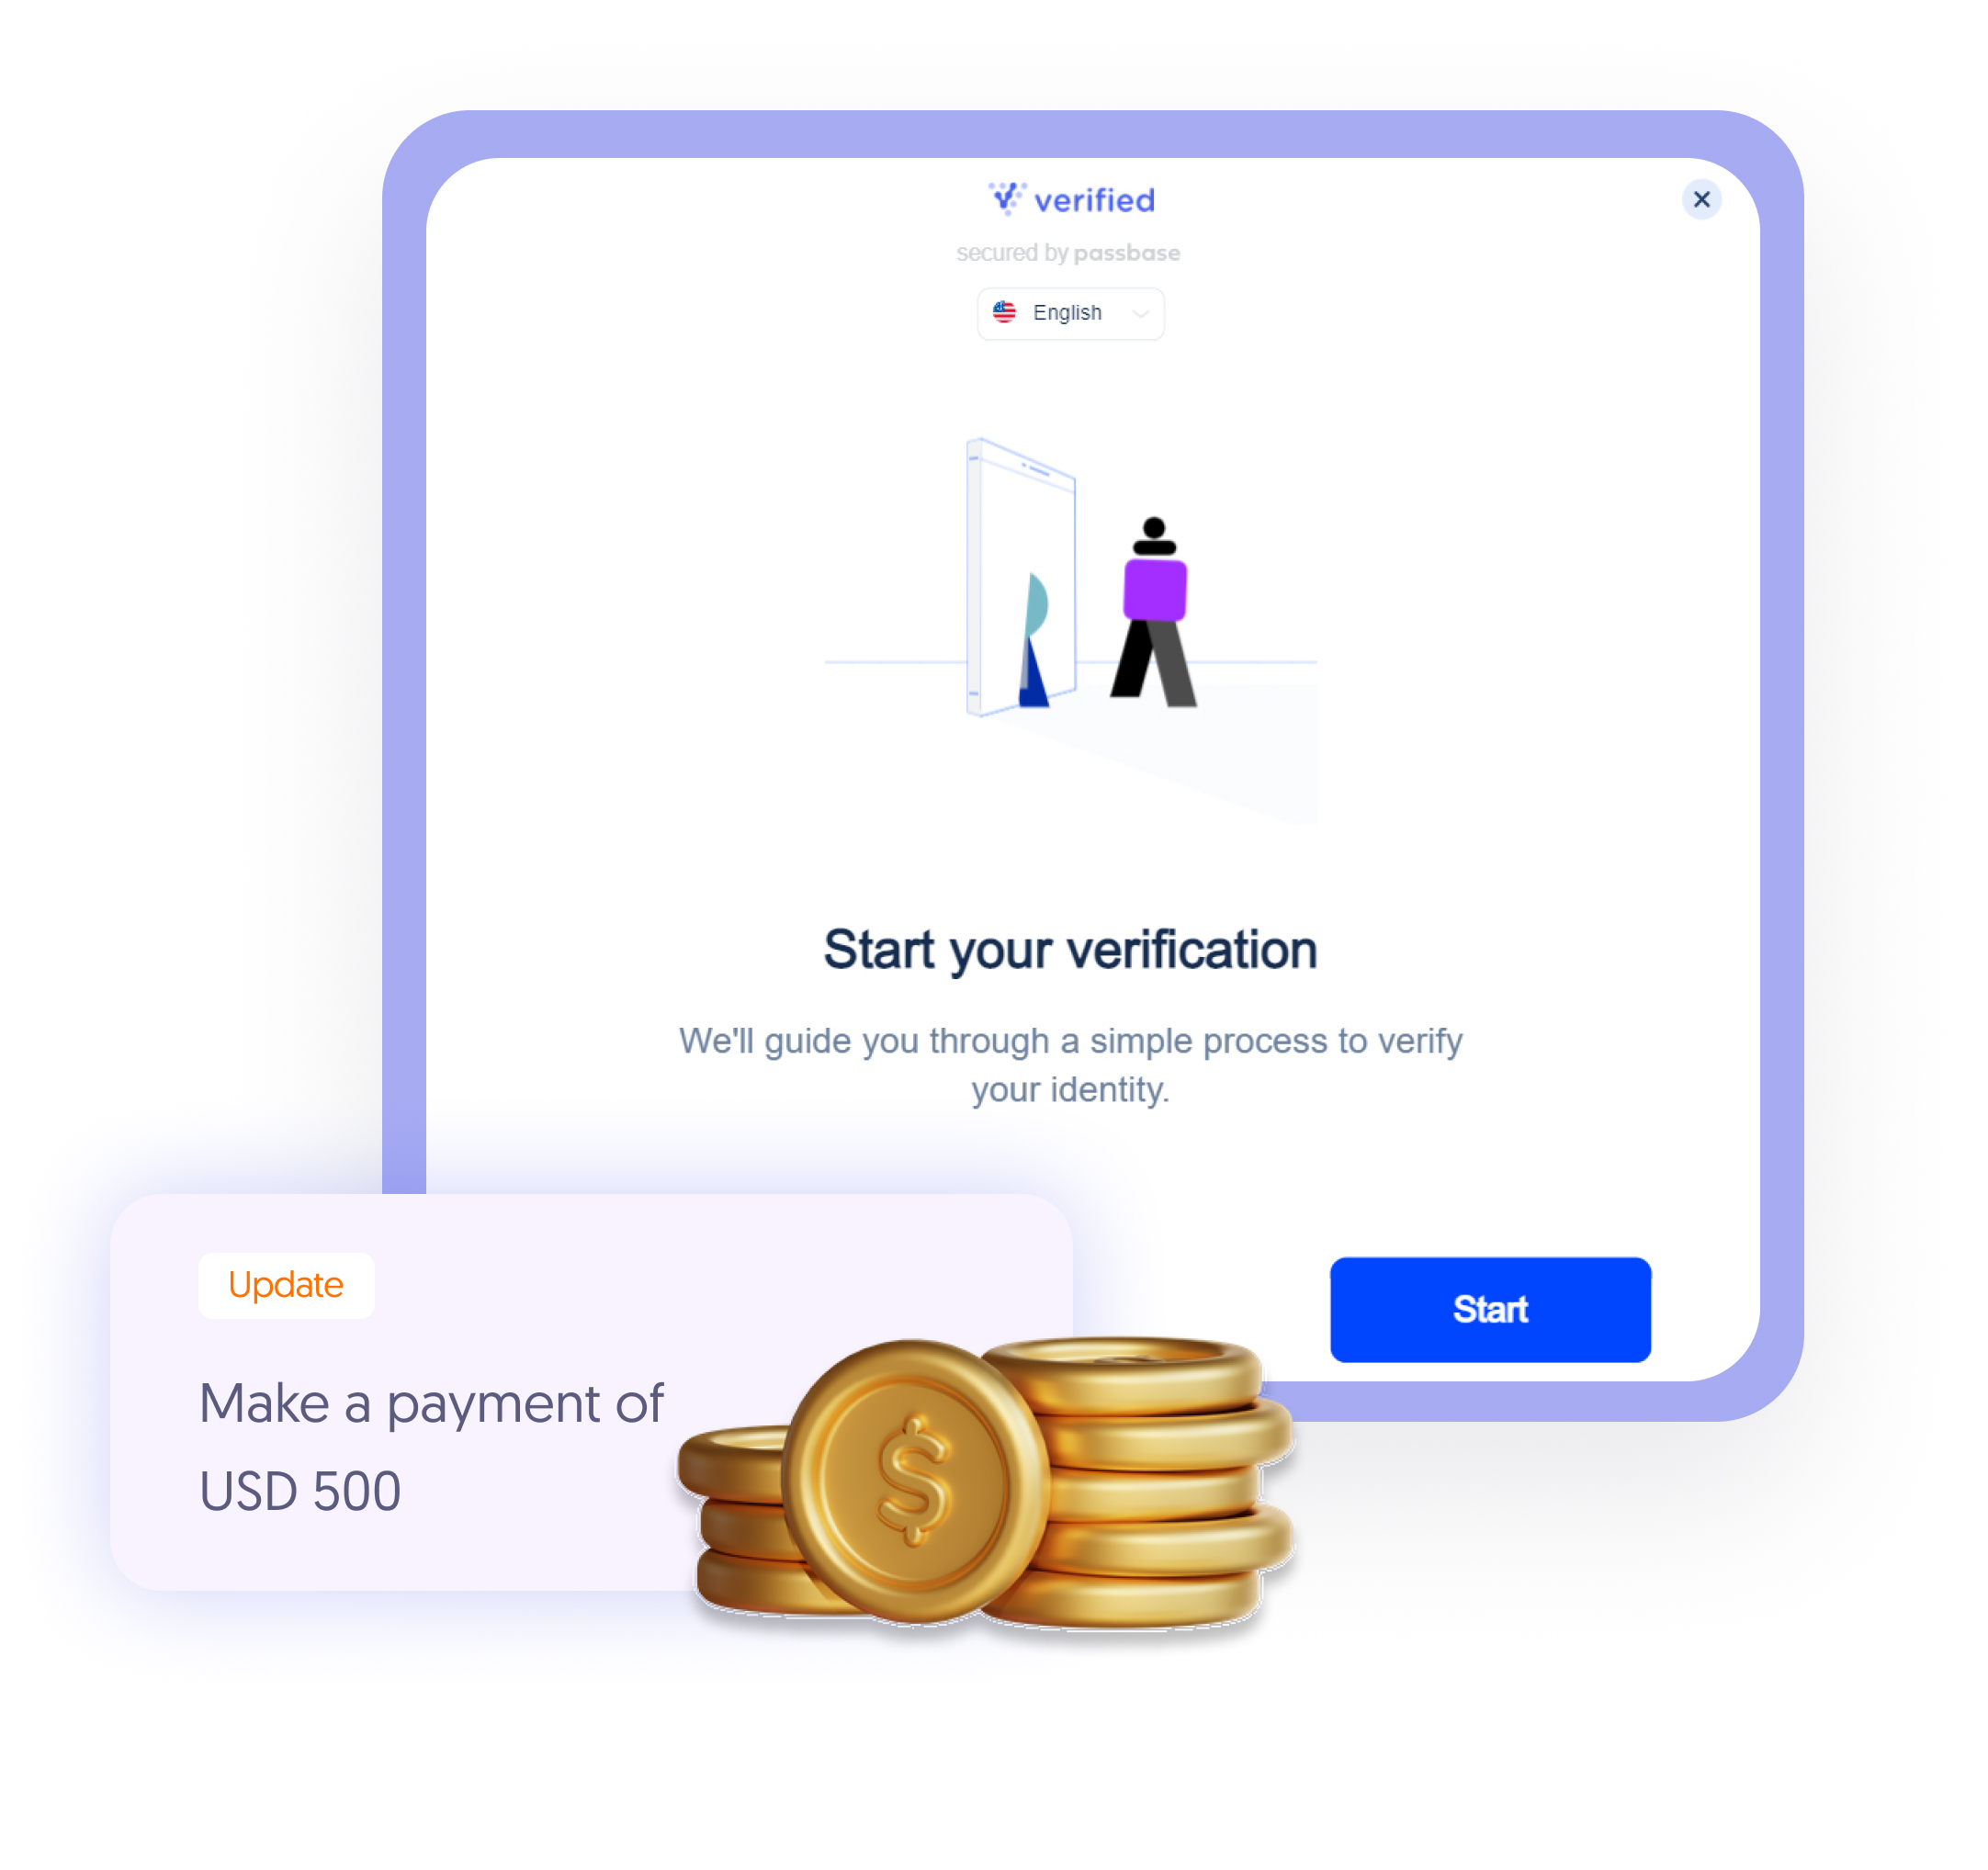 verified
secured by passbase
English
Start your verification
We'll guide you through a simple process to verify
your identity.
Start
Update
Make a payment of
USD 500
$